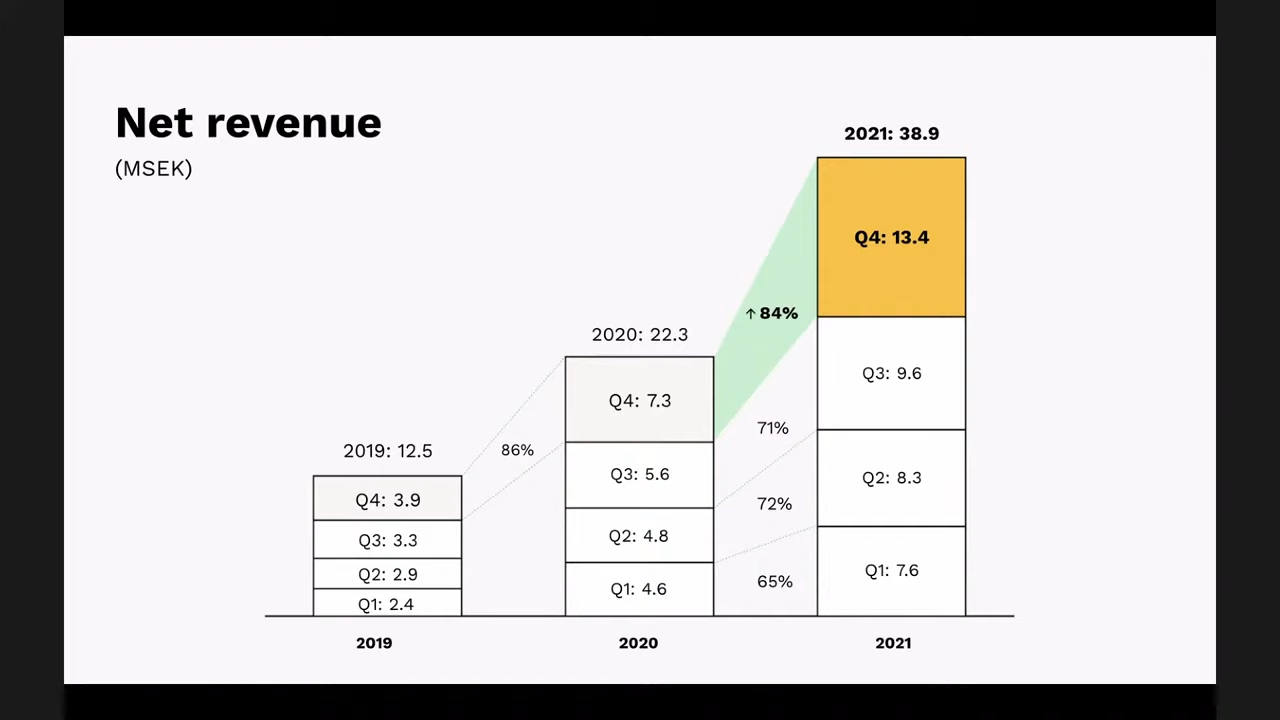 Net revenue
(MSEK)
2021: 38.9
Q4: 13.4
↑ 84%
2020: 22.3
Q3: 9.6
Q4: 7.3
71%
86%
2019: 12.5
Q3: 5.6
Q2: 8.3
Q4: 3.9
72%
Q2: 4.8
Q3: 3.3
Q1: 7.6
Q2: 2.9
65%
Q1: 4.6
Q1: 2.4
2019
2020
2021